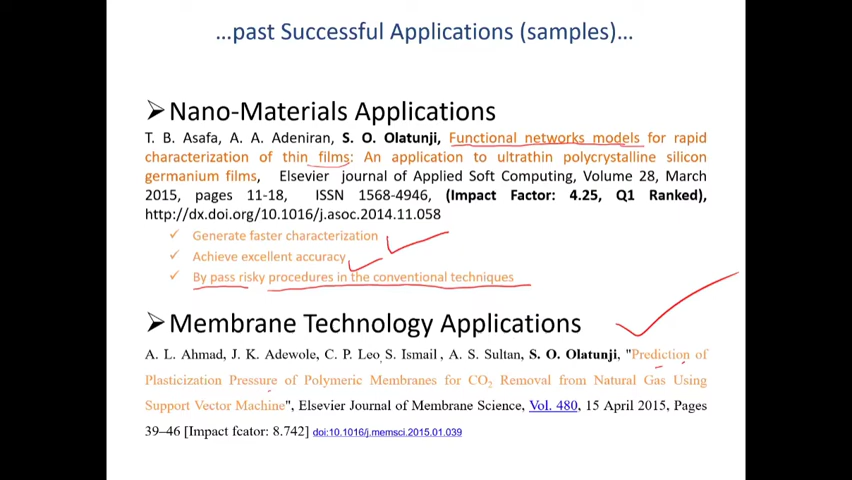 …past Successful Applications (samples)…
➢Nano-Materials Applications
T. B. Asafa, A. A. Adeniran, S. O. Olatunji, Functional networks models for rapid
characterization of thin films: An application to ultrathin polycrystalline silicon
germanium films, Elsevier journal of Applied Soft Computing, Volume 28, March
2015, pages 11-18, ISSN 1568-4946, (Impact Factor: 4.25, Q1 Ranked),
http://dx.doi.org/10.1016/j.asoc.2014.11.058
✓ Generate faster characterization
✓ Achieve excellent accuracy
✓ By pass risky procedures in the conventional techniques
➢Membrane Technology Applications
A. L. Ahmad, J. K. Adewole, C. P. Leo, S. Ismail, A. S. Sultan, S. O. Olatunji, "Prediction of
Plasticization Pressure of Polymeric Membranes for CO₂ Removal from Natural Gas Using
Support Vector Machine", Elsevier Journal of Membrane Science, Vol. 480, 15 April 2015, Pages
39–46 [Impact fcator: 8.742] doi:10.1016/j.memsci.2015.01.039